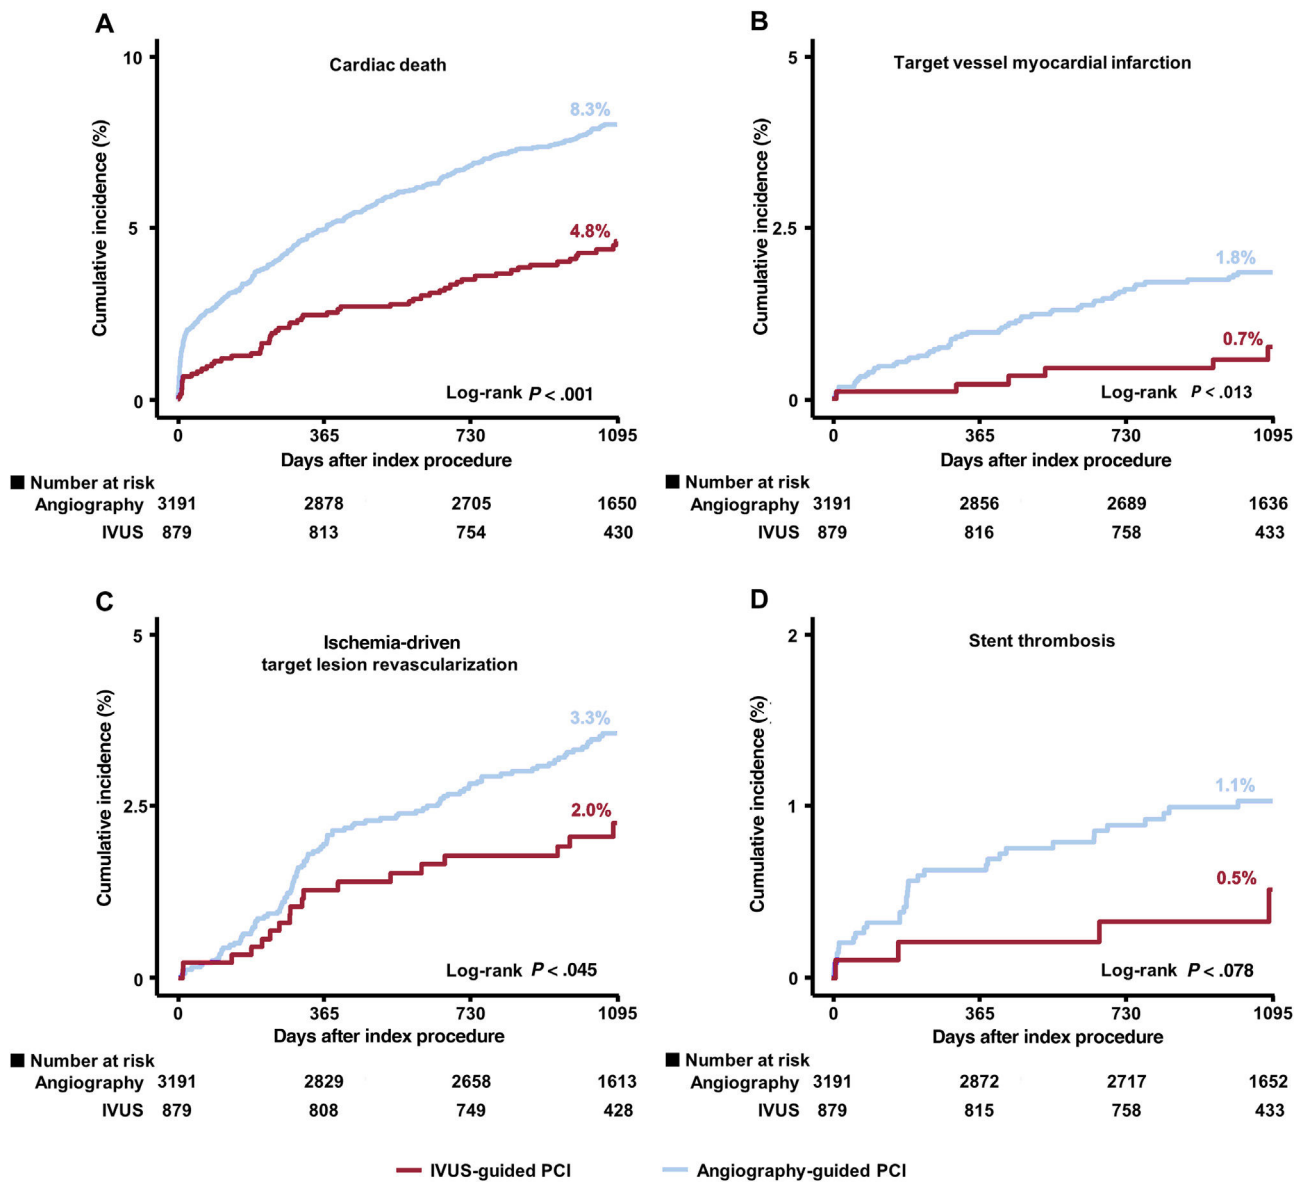 A
Cardiac death
10
5
0
Cumulative incidence (%)
8.3%
4.8%
Log-rank P < .001
0 365 730 1095
Days after index procedure
Number at risk
Angiography 3191 2878 2705 1650
IVUS 879 813 754 430
B
Target vessel myocardial infarction
5
2.5
0
Cumulative incidence (%)
1.8%
0.7%
Log-rank P < .013
0 365 730 1095
Days after index procedure
Number at risk
Angiography 3191 2856 2689 1636
IVUS 879 816 758 433
C
Ischemia-driven
target lesion revascularization
5
2.5
0
Cumulative incidence (%)
3.3%
2.0%
Log-rank P < .045
0 365 730 1095
Days after index procedure
Number at risk
Angiography 3191 2829 2658 1613
IVUS 879 808 749 428
D
Stent thrombosis
2
1
0
Cumulative incidence (%)
1.1%
0.5%
Log-rank P < .078
0 365 730 1095
Days after index procedure
Number at risk
Angiography 3191 2872 2717 1652
IVUS 879 815 758 433
IVUS-guided PCI
Angiography-guided PCI